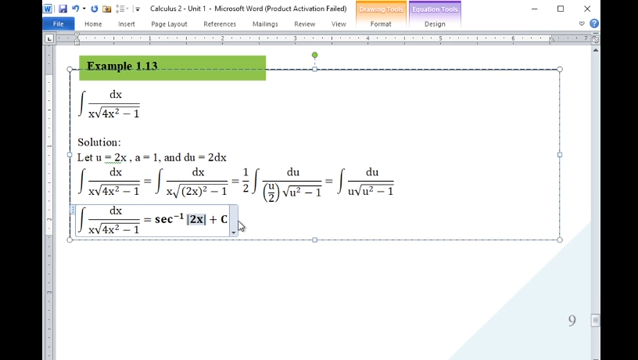 Calculus 2 - Unit 1 - Microsoft Word (Product Activation Failed)
Drawing Tools
Equation Tools
File
Home
Insert
Page Layout
References
Mailings
Review
View
Format
Design
Example 1.13
∫ dx / (x√(4x² − 1))
Solution:
Let u = 2x , a = 1, and du = 2dx
∫ dx / (x√(4x² − 1)) = ∫ dx / (x√((2x)² − 1)) = 1/2 ∫ du / ((u/2) √(u² − 1)) = ∫ du / (u√(u² − 1))
∫ dx / (x√(4x² − 1)) = sec⁻¹ |2x| + C
9